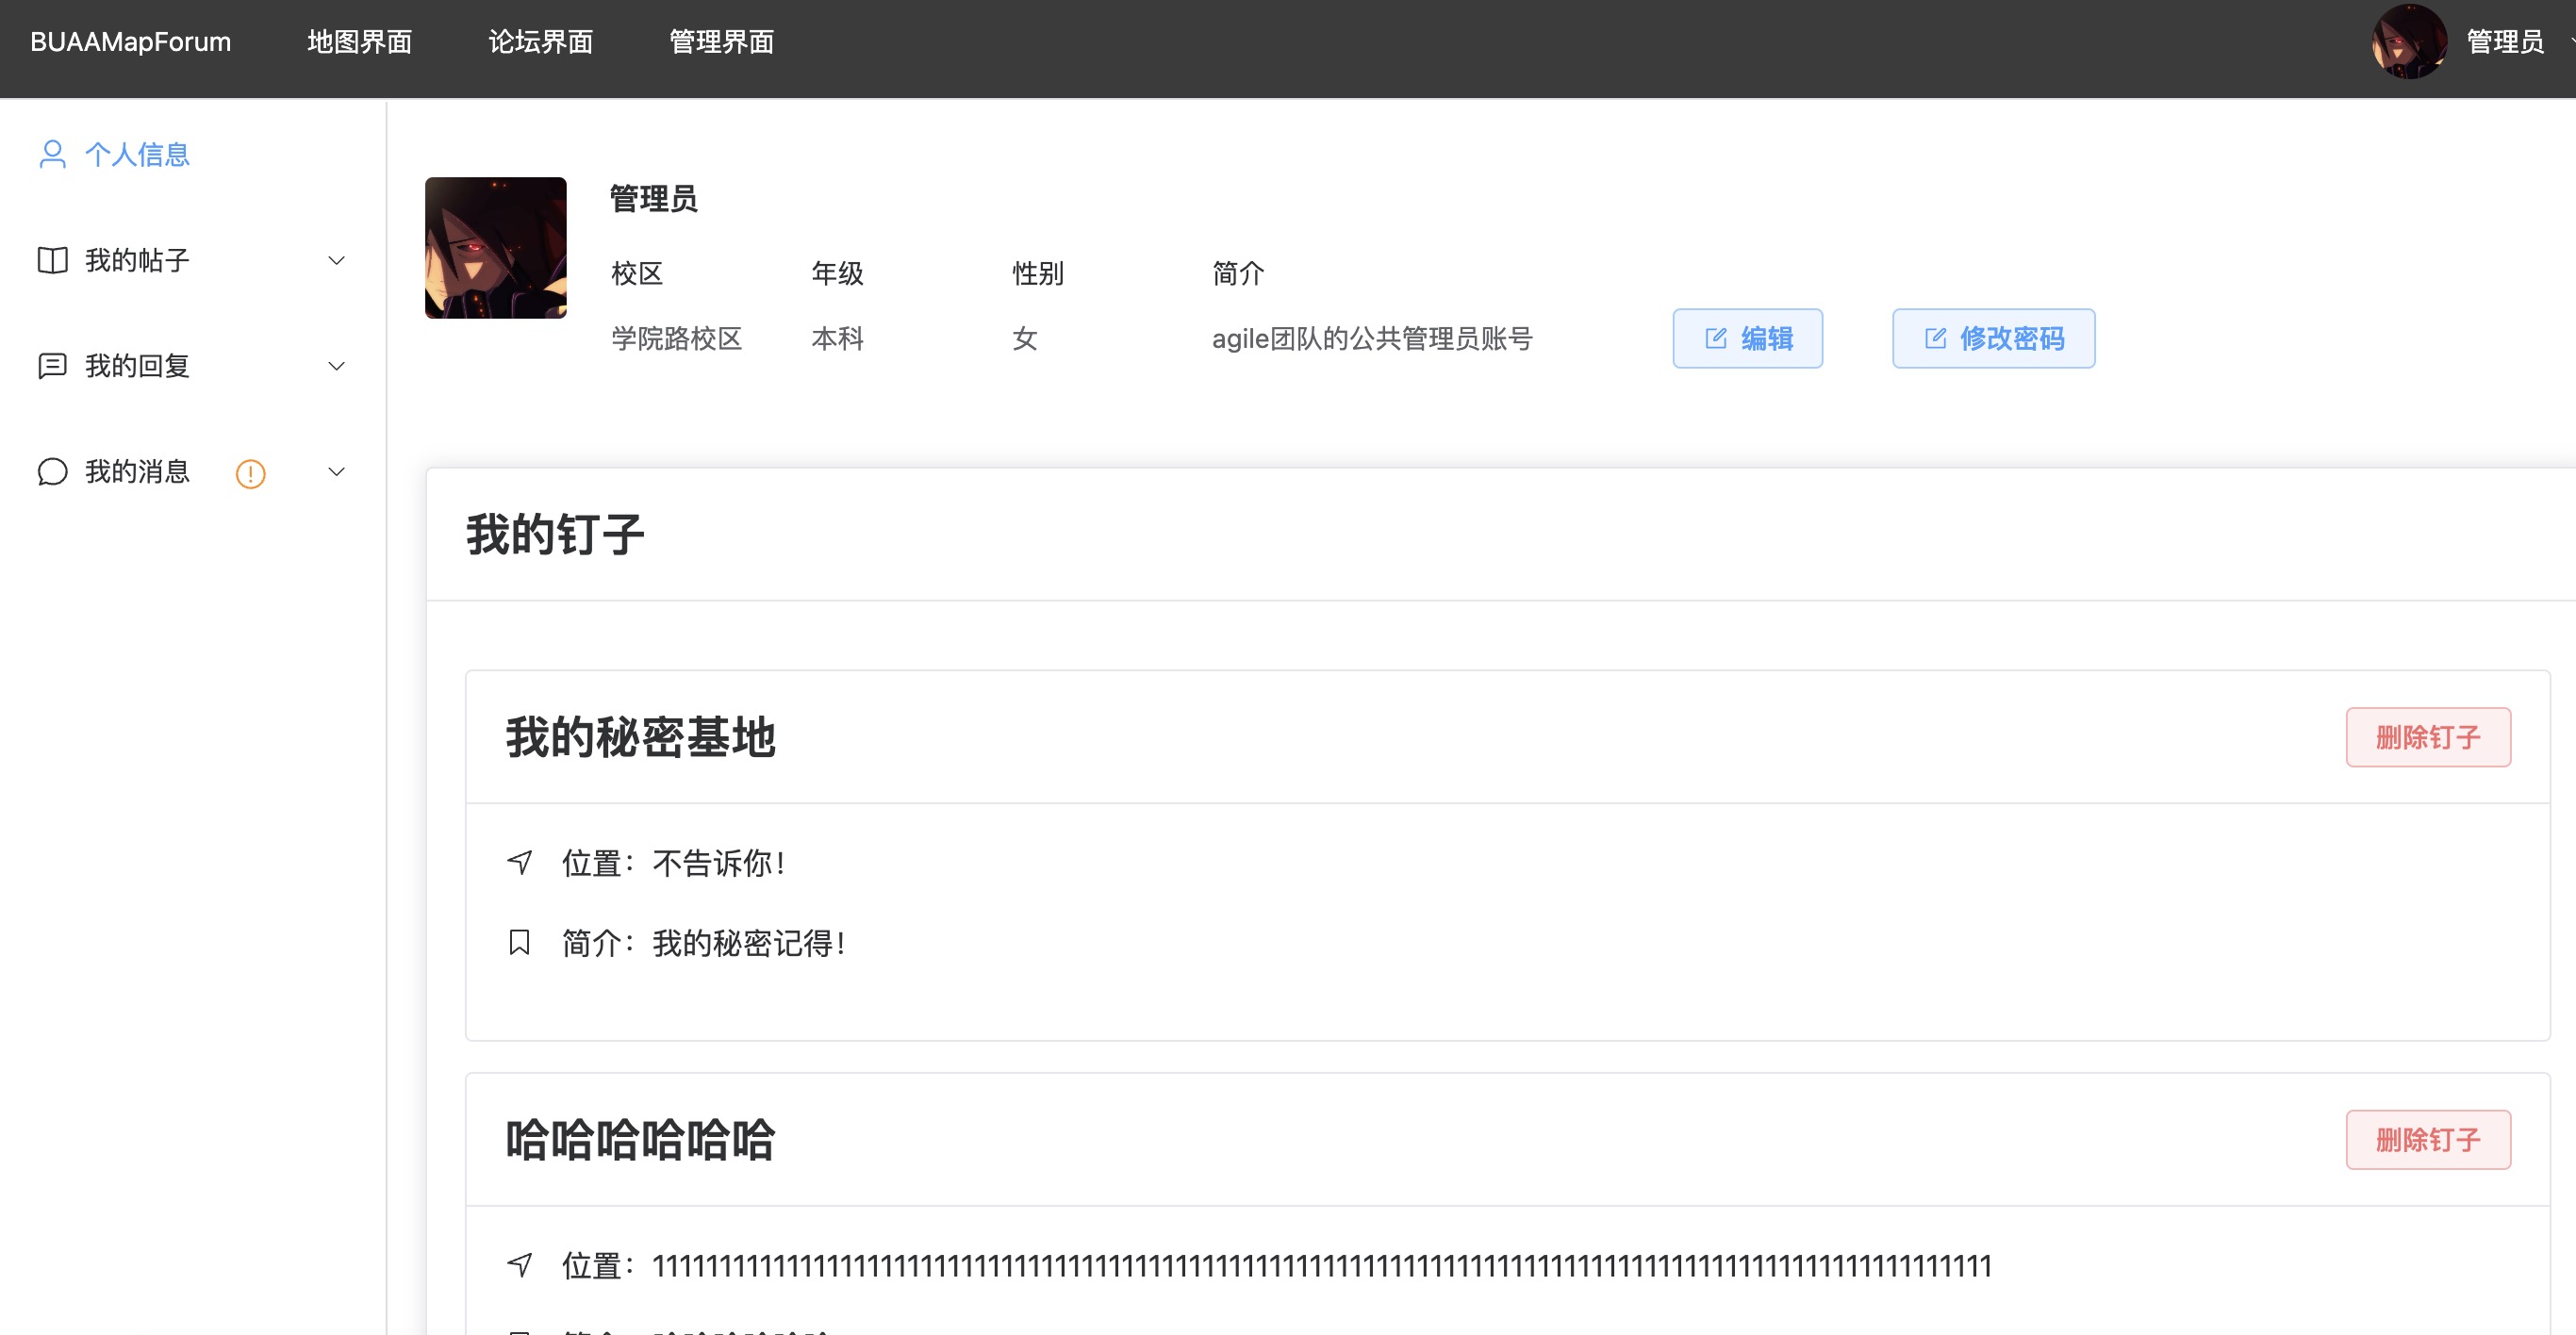 BUAAMapForum 地图界面 论坛界面 管理界面 管理员
个人信息
我的帖子
我的回复
我的消息
管理员
校区 年级 性别 简介
学院路校区 本科 女 agile团队的公共管理员账号 编辑 修改密码
我的钉子
我的秘密基地 删除钉子
位置：不告诉你！
简介：我的秘密记得！
哈哈哈哈哈哈 删除钉子
位置：1111111111111111111111111111111111111111111111111111111111111111111111111111111111111111111111111111